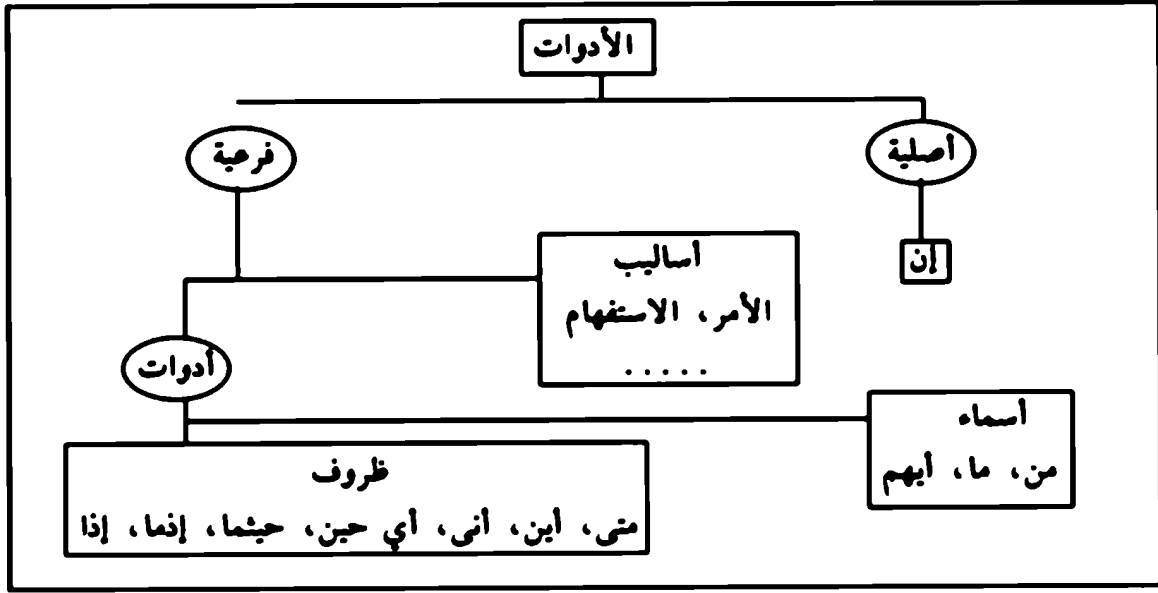 الأدوات
أصلية
فرعية
إن
أساليب
الأمر، الاستفهام
.....
أدوات
أسماء
من، ما، أيهم
ظروف
متى، أين، أنى، أي حين، حيثما، إذما، إذا